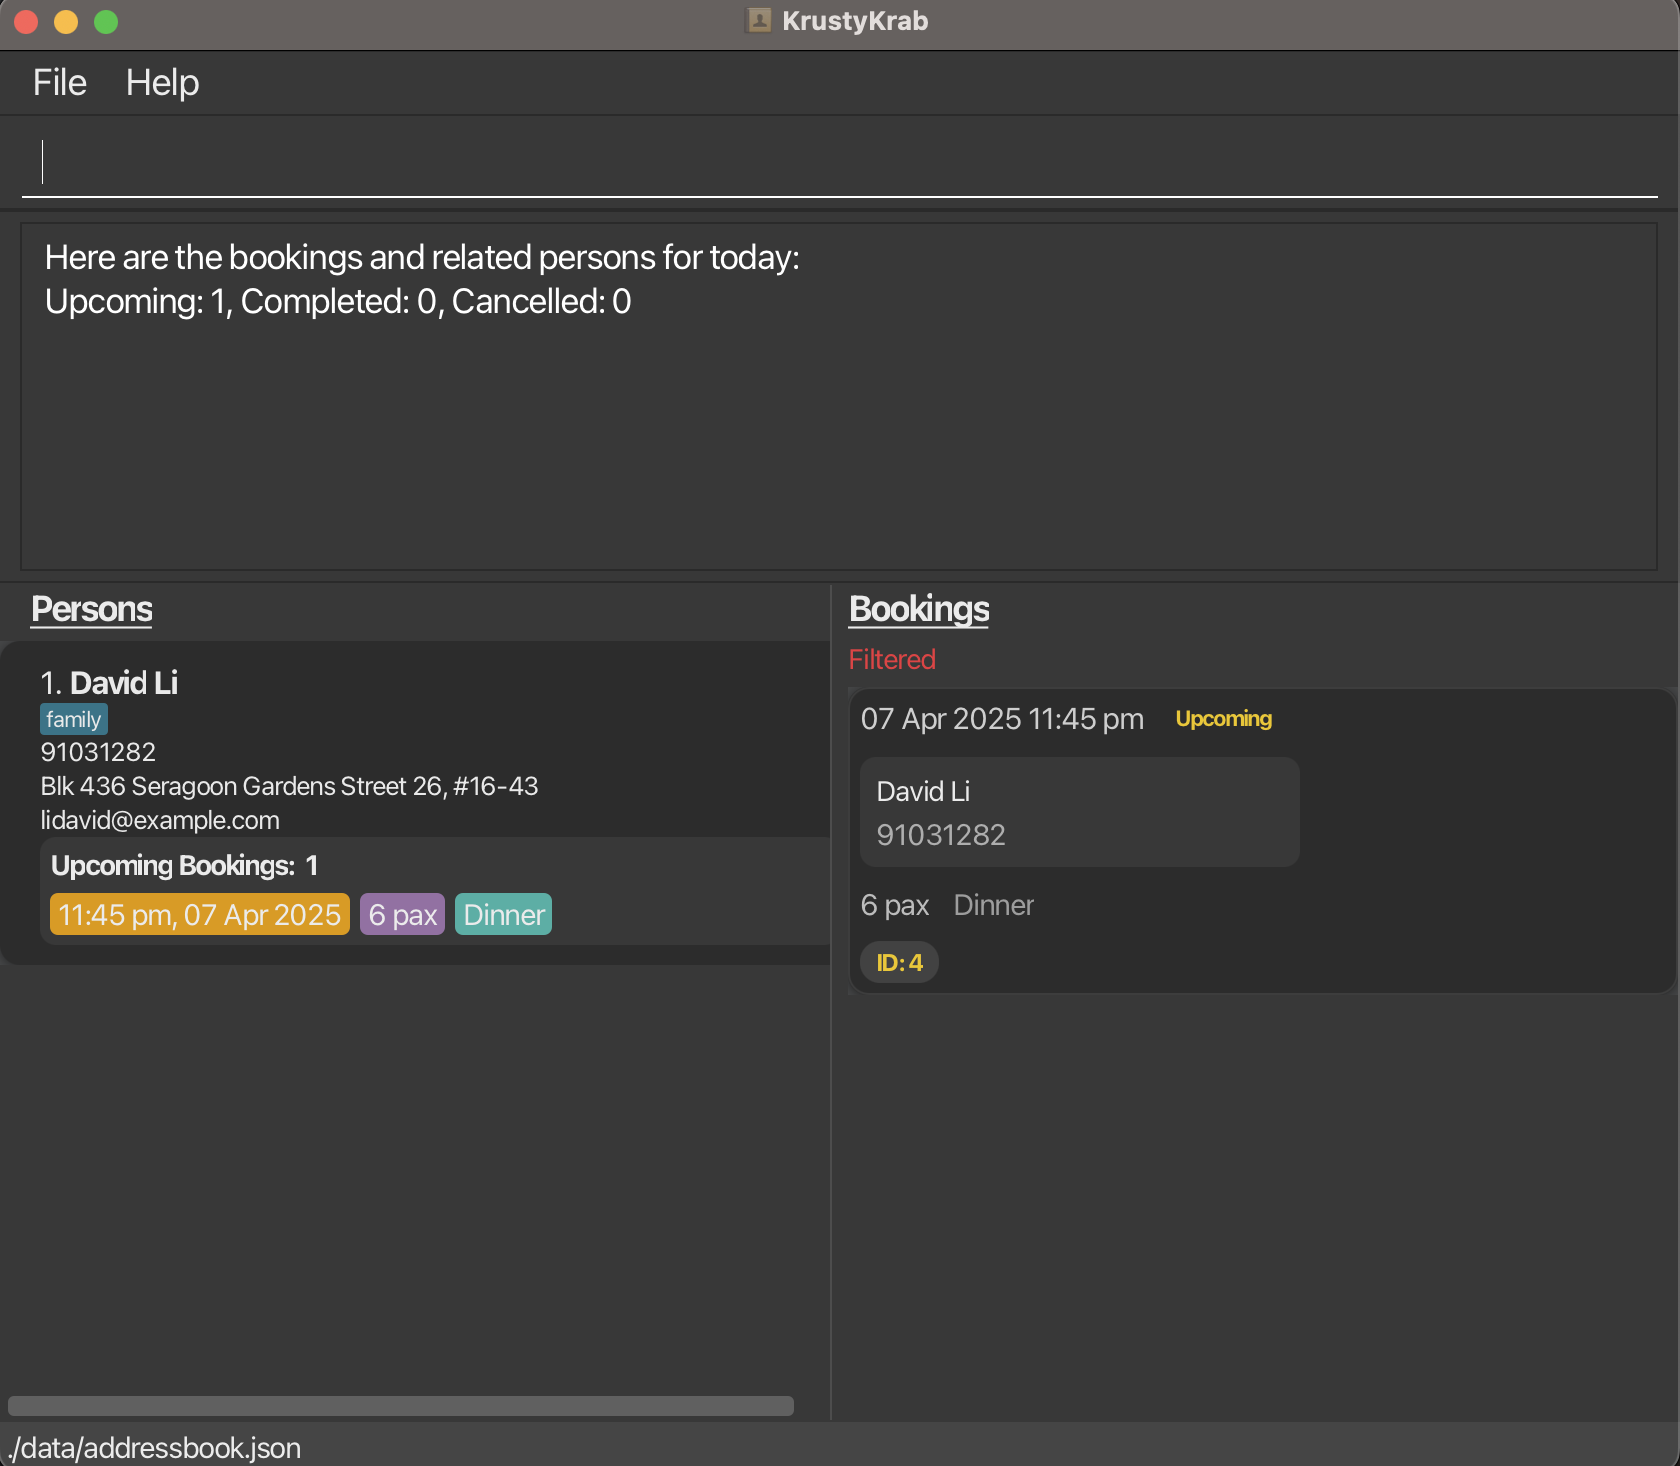 KrustyKrab
File Help
Here are the bookings and related persons for today:
Upcoming: 1, Completed: 0, Cancelled: 0
Persons
1. David Li
family
91031282
Blk 436 Seragoon Gardens Street 26, #16-43
lidavid@example.com
Upcoming Bookings: 1
11:45 pm, 07 Apr 2025 6 pax Dinner
Bookings
Filtered
07 Apr 2025 11:45 pm Upcoming
David Li
91031282
6 pax Dinner
ID: 4
./data/addressbook.json